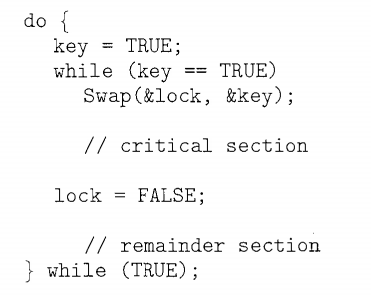 do {
key = TRUE;
while (key == TRUE)
Swap(&lock, &key);
// critical section
lock = FALSE;
// remainder section
} while (TRUE);